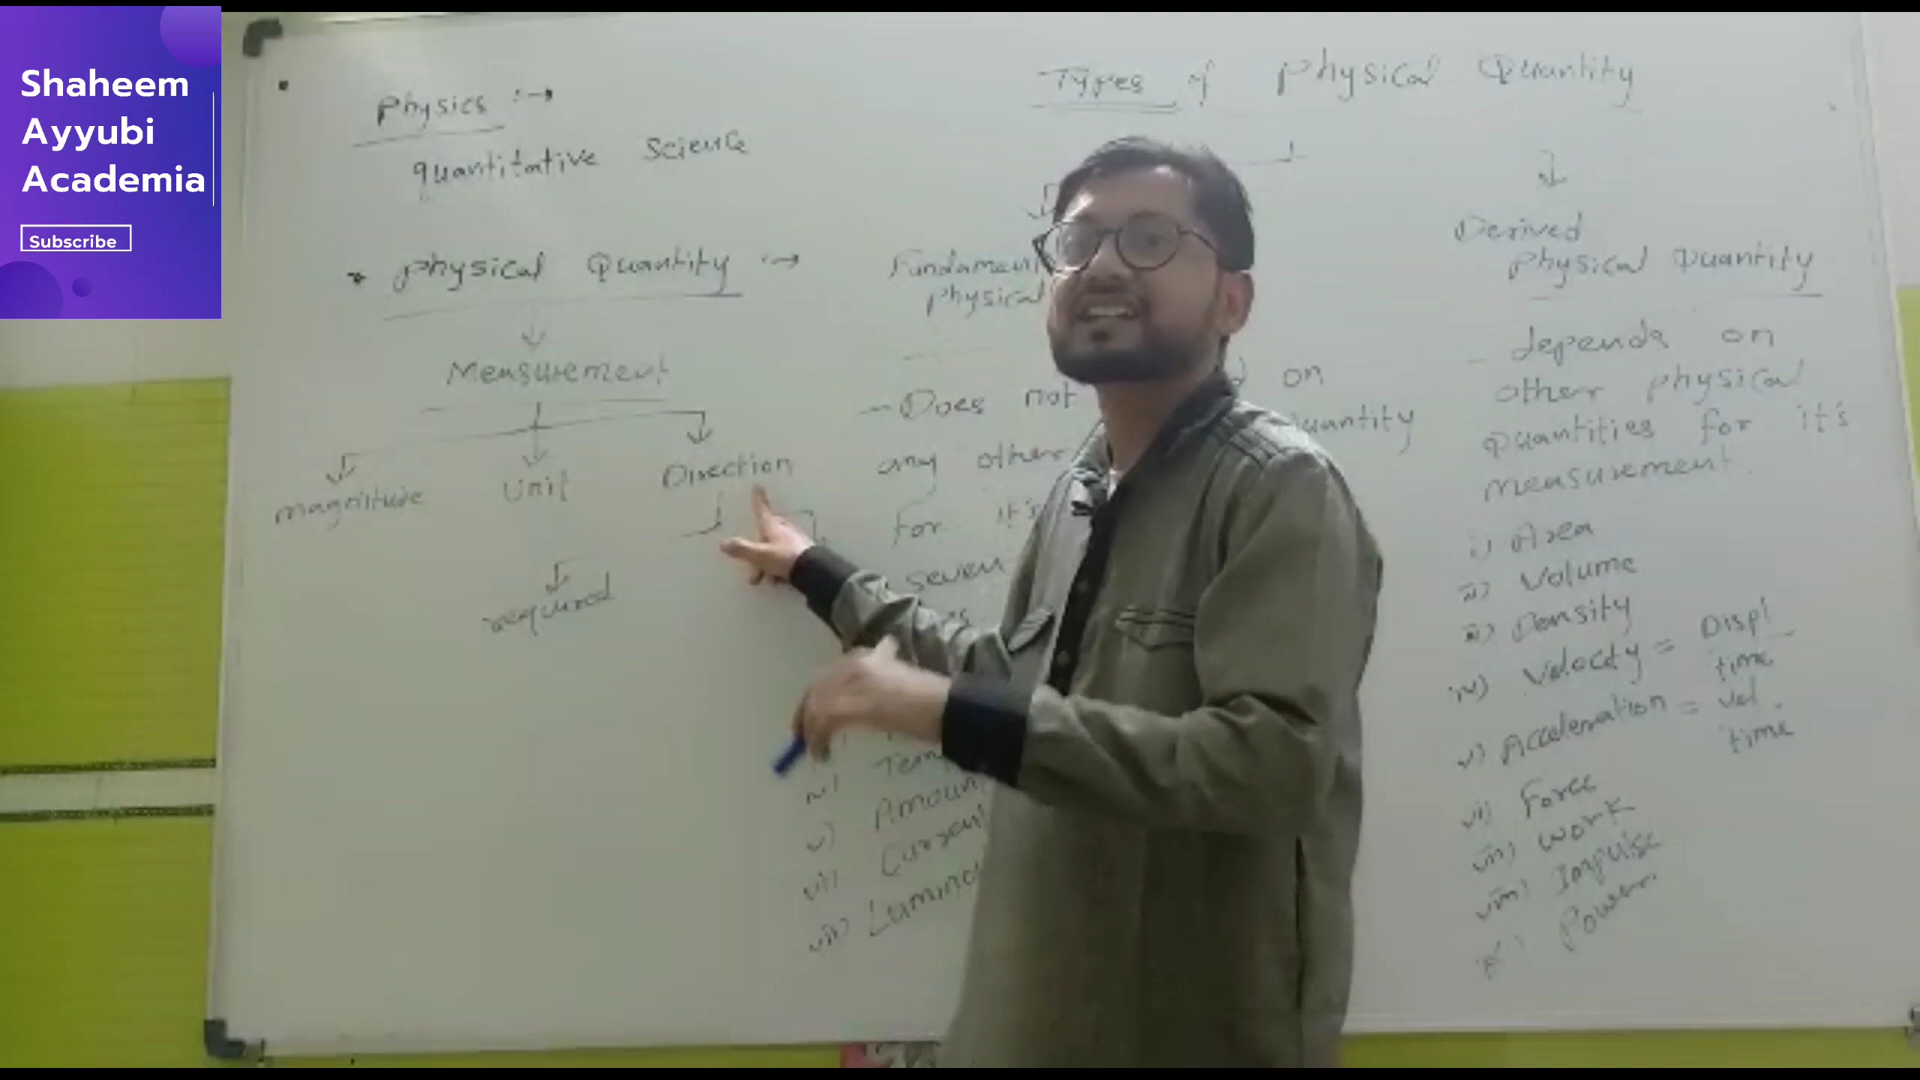 Shaheem
Ayyubi
Academia
Subscribe
Physics :→
quantitative science
* Physical Quantity :→
Measurement
magnitude Unit Direction
required
Types of Physical Quantity
Physical
- Does not on
any other uantity
for it's
seven
iv)
v) Amoun
vi) Current
vii) Lumino
Derived
Physical Quantity
- depends on
other physical
quantities for it's
measurement.
i) Area
ii) Volume
iii) Density
iv) Velocity = Displ
time
v) Acceleration = vel.
time
vi) Force
vii) Work
viii) Impulse
Power